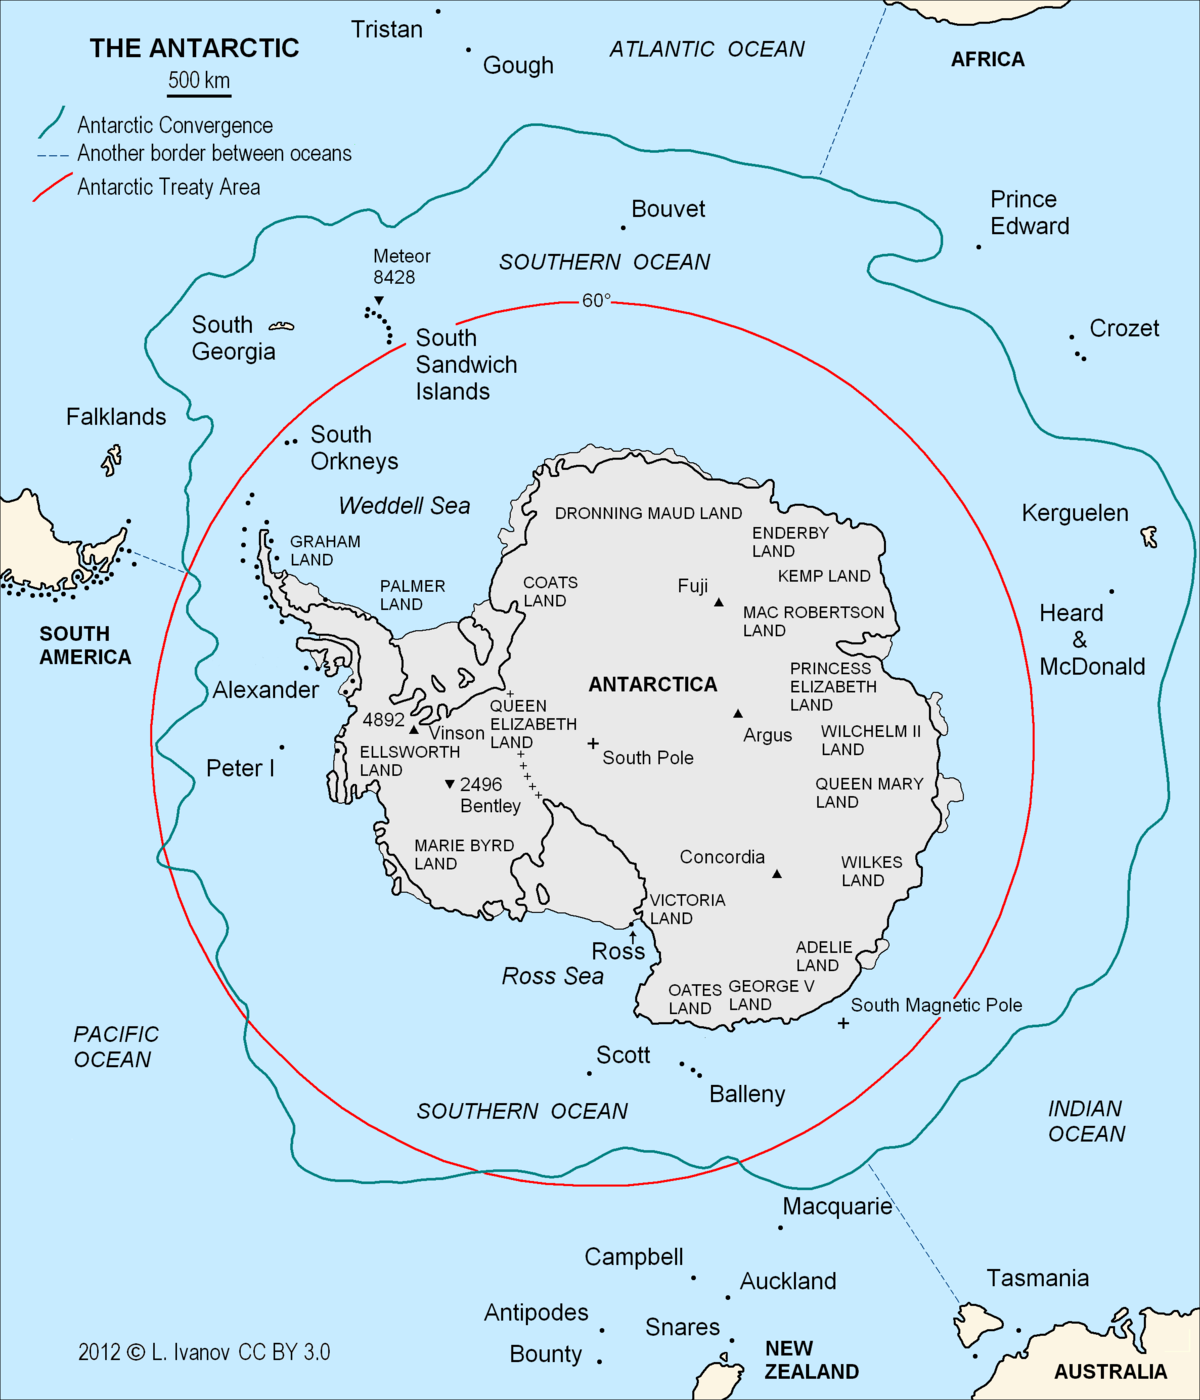 THE ANTARCTIC
500 km
Antarctic Convergence
Another border between oceans
Antarctic Treaty Area
Tristan
Gough
ATLANTIC OCEAN
AFRICA
Bouvet
Prince
Edward
SOUTHERN OCEAN
Meteor
8428
60°
South
Georgia
South
Sandwich
Islands
Crozet
Falklands
South
Orkneys
Weddell Sea
Kerguelen
DRONNING MAUD LAND
ENDERBY
LAND
GRAHAM
LAND
KEMP LAND
COATS
LAND
PALMER
LAND
Fuji
MAC ROBERTSON
LAND
Heard
&
McDonald
SOUTH
AMERICA
PRINCESS
ELIZABETH
LAND
ANTARCTICA
Alexander
4892
Vinson
QUEEN
ELIZABETH
LAND
Argus
WILCHELM II
LAND
ELLSWORTH
LAND
South Pole
Peter I
2496
Bentley
QUEEN MARY
LAND
MARIE BYRD
LAND
Concordia
WILKES
LAND
VICTORIA
LAND
Ross
Ross Sea
ADELIE
LAND
OATES
LAND
GEORGE V
LAND
South Magnetic Pole
PACIFIC
OCEAN
Scott
Balleny
SOUTHERN OCEAN
INDIAN
OCEAN
Macquarie
Campbell
Auckland
Tasmania
Antipodes
Snares
Bounty
NEW
ZEALAND
AUSTRALIA
2012 © L. Ivanov CC BY 3.0